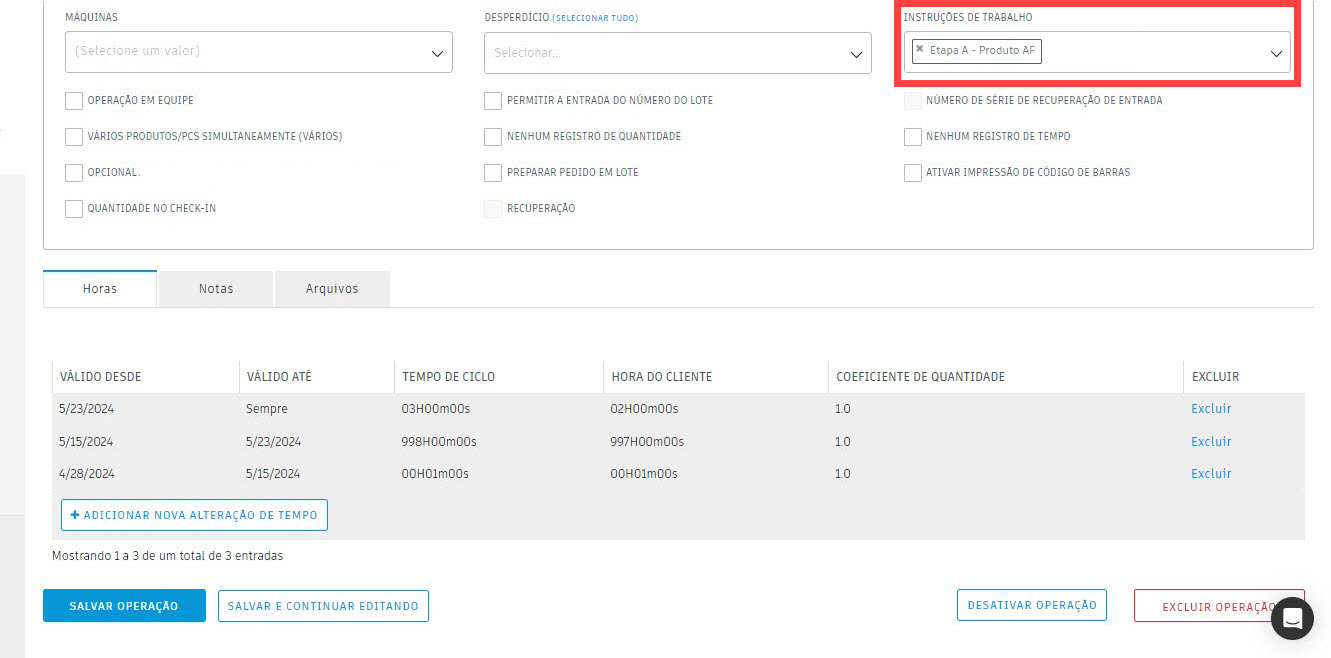 MÁQUINAS
DESPERDÍCIO (SELECIONAR TUDO)
INSTRUÇÕES DE TRABALHO
(Selecione um valor)
Selecionar...
× Etapa A - Produto AF
OPERAÇÃO EM EQUIPE
PERMITIR A ENTRADA DO NÚMERO DO LOTE
NÚMERO DE SÉRIE DE RECUPERAÇÃO DE ENTRADA
VÁRIOS PRODUTOS/PCS SIMULTANEAMENTE (VÁRIOS)
NENHUM REGISTRO DE QUANTIDADE
NENHUM REGISTRO DE TEMPO
OPCIONAL.
PREPARAR PEDIDO EM LOTE
ATIVAR IMPRESSÃO DE CÓDIGO DE BARRAS
QUANTIDADE NO CHECK-IN
RECUPERAÇÃO
Horas
Notas
Arquivos
VÁLIDO DESDE
VÁLIDO ATÉ
TEMPO DE CICLO
HORA DO CLIENTE
COEFICIENTE DE QUANTIDADE
EXCLUIR
5/23/2024
Sempre
03H00m00s
02H00m00s
1.0
Excluir
5/15/2024
5/23/2024
998H00m00s
997H00m00s
1.0
Excluir
4/28/2024
5/15/2024
00H01m00s
00H01m00s
1.0
Excluir
+ ADICIONAR NOVA ALTERAÇÃO DE TEMPO
Mostrando 1 a 3 de um total de 3 entradas
SALVAR OPERAÇÃO
SALVAR E CONTINUAR EDITANDO
DESATIVAR OPERAÇÃO
EXCLUIR OPERAÇÃO